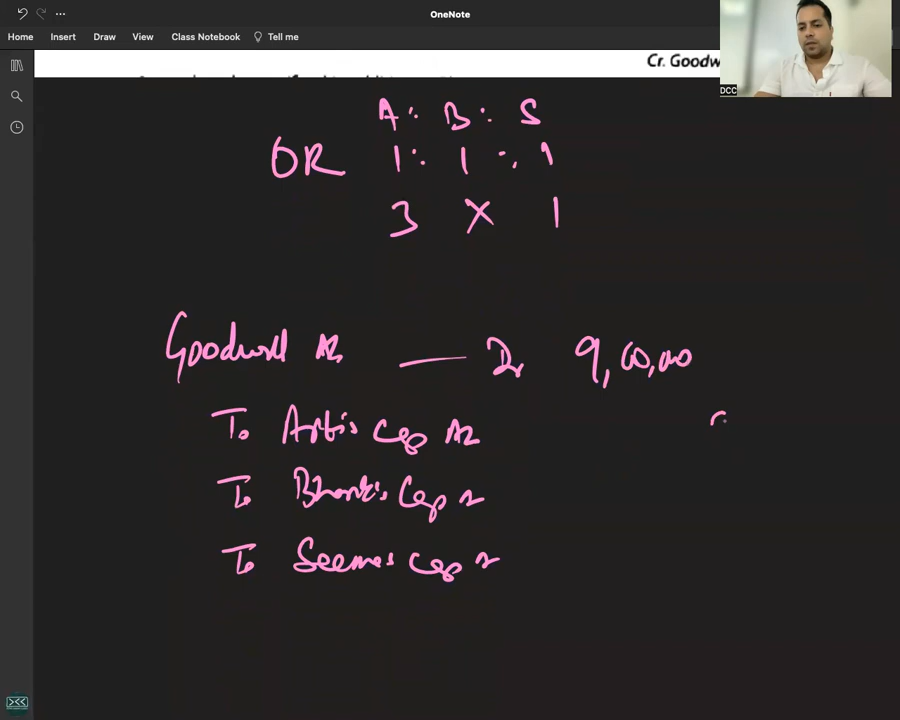 OneNote
Home Insert Draw View Class Notebook Tell me
Cr. Goodw
DCC
A : B : S
OR 1 : 1 : 1
3 X 1
Goodwill A/c — Dr 9,00,000
To Arti's Cap A/c
To Bharti's Cap
To Seema's Cap